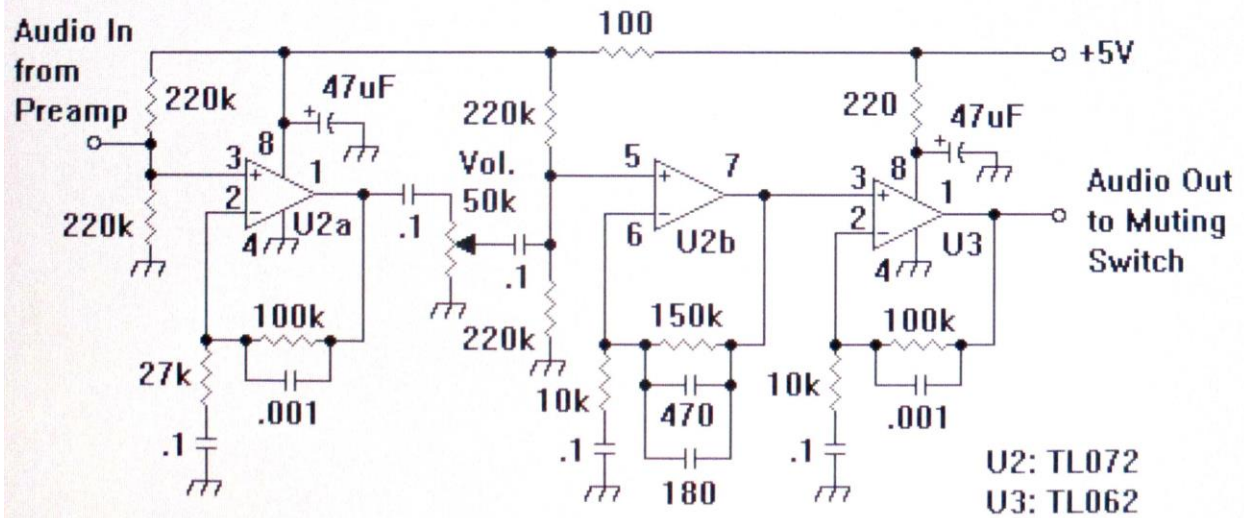 Audio In
from
Preamp
220k
220k
3
2
8
4
1
+
−
U2a
+
47uF
.1
Vol.
50k
.1
100k
.001
27k
.1
100
+5V
220k
220k
5
6
7
+
−
U2b
150k
470
180
10k
.1
220
+
47uF
3
2
8
4
1
+
−
U3
100k
.001
10k
.1
Audio Out
to Muting
Switch
U2: TL072
U3: TL062